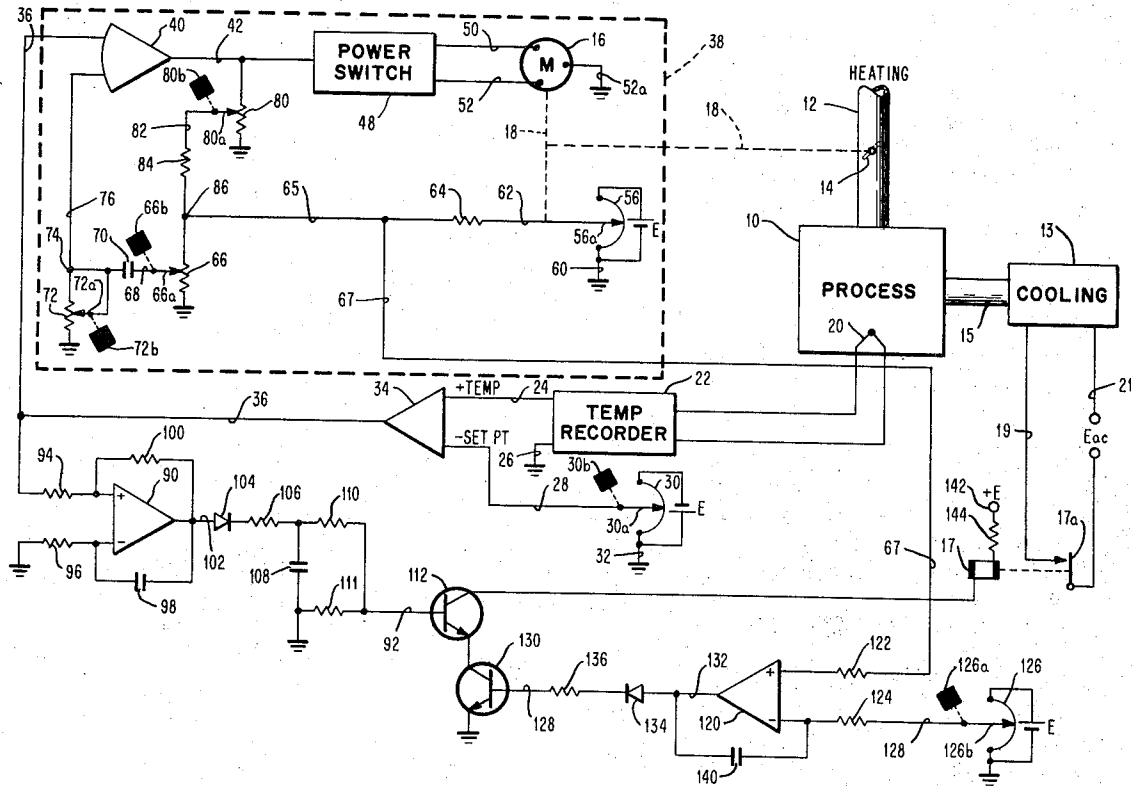 36
40
42
POWER
SWITCH
48
50
52
16
M
52a
38
HEATING
12
18
18
14
80b
80
80a
82
84
86
65
64
62
56
56a
E
60
76
66b
74
70
68
66a
66
72
72a
72b
67
10
PROCESS
20
13
COOLING
15
21
19
Eac
36
34
+TEMP
24
22
TEMP
RECORDER
26
-SET PT
28
30b
30
30a
E
32
67
+E
142
144
17
17a
100
94
90
+
-
96
98
102
104
106
110
108
111
92
112
130
128
136
134
132
120
+
-
122
124
140
126a
126
128
126b
E